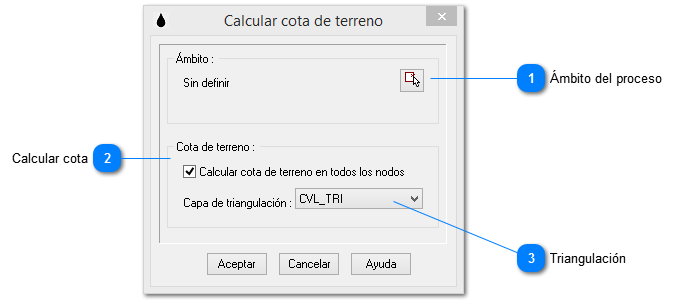 Calcular cota de terreno
Ámbito :
Sin definir
1 Ámbito del proceso
Calcular cota 2
Cota de terreno :
Calcular cota de terreno en todos los nodos
Capa de triangulación : CVL_TRI
3 Triangulación
Aceptar Cancelar Ayuda